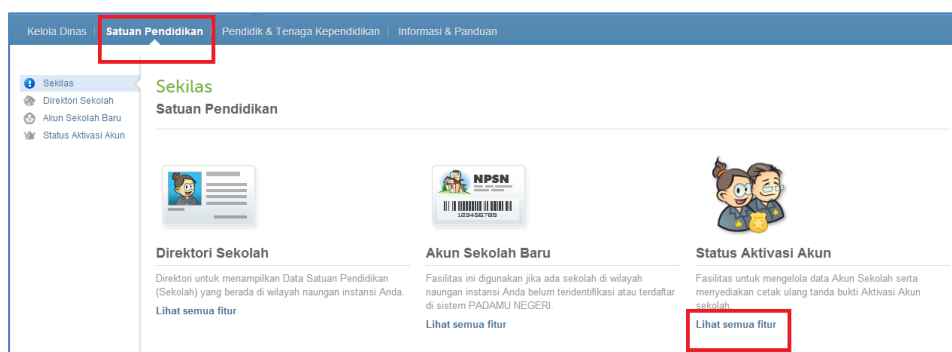 Kelola Dinas | Satuan Pendidikan | Pendidik & Tenaga Kependidikan | Informasi & Panduan
Sekilas
Direktori Sekolah
Akun Sekolah Baru
Status Aktivasi Akun
Sekilas
Satuan Pendidikan
NPSN
123456789
Direktori Sekolah
Direktori untuk menampilkan Data Satuan Pendidikan
(Sekolah) yang berada di wilayah naungan instansi Anda.
Lihat semua fitur
Akun Sekolah Baru
Fasilitas ini digunakan jika ada sekolah di wilayah
naungan instansi Anda belum teridentifikasi atau terdaftar
di sistem PADAMU NEGERI.
Lihat semua fitur
Status Aktivasi Akun
Fasilitas untuk mengelola data Akun Sekolah serta
menyediakan cetak ulang tanda bukti Aktivasi Akun
sekolah.
Lihat semua fitur